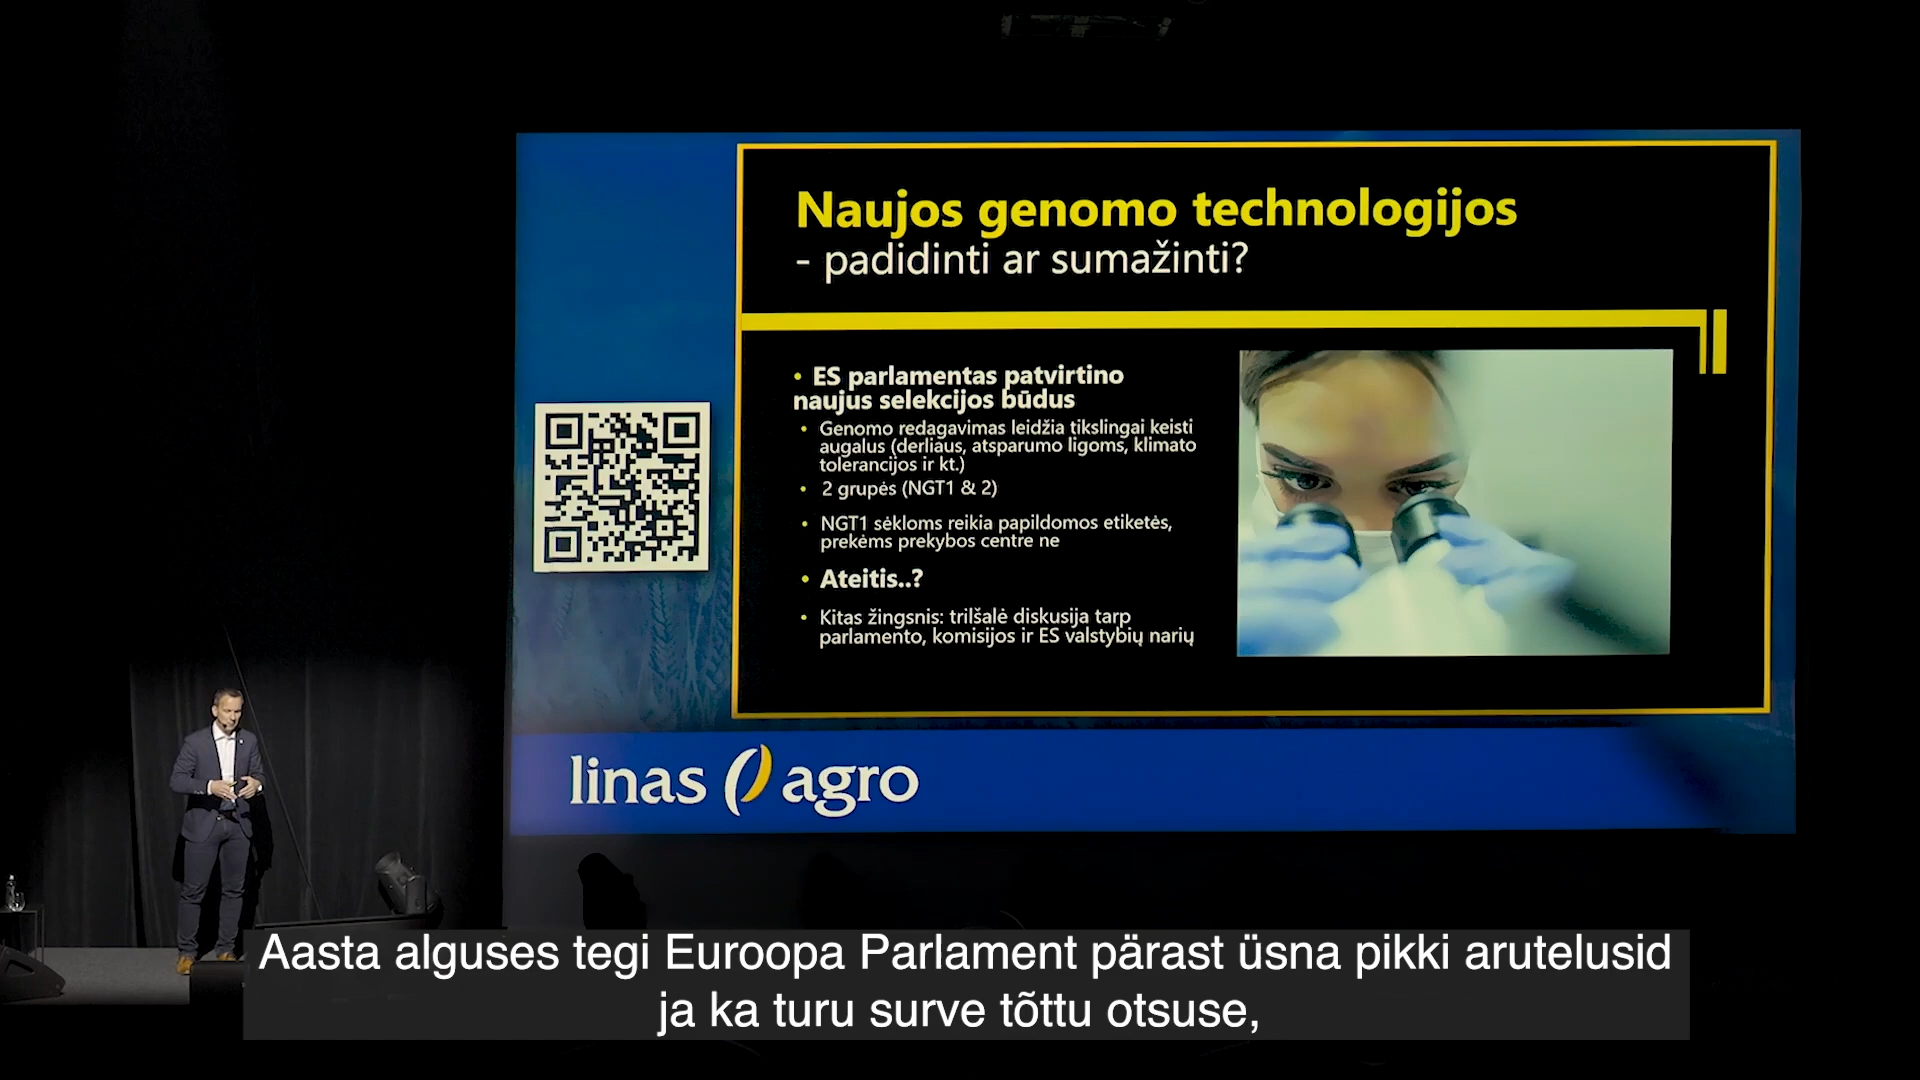 Naujos genomo technologijos
- padidinti ar sumažinti?
• ES parlamentas patvirtino
naujus selekcijos būdus
• Genomo redagavimas leidžia tikslingai keisti
augalus (derliaus, atsparumo ligoms, klimato
tolerancijos ir kt.)
• 2 grupės (NGT1 & 2)
• NGT1 sėkloms reikia papildomos etiketės,
prekėms prekybos centre ne
• Ateitis..?
• Kitas žingsnis: trilšalė diskusija tarp
parlamento, komisijos ir ES valstybių narių
linas agro
Aasta alguses tegi Euroopa Parlament pärast üsna pikki arutelusid
ja ka turu surve tõttu otsuse,